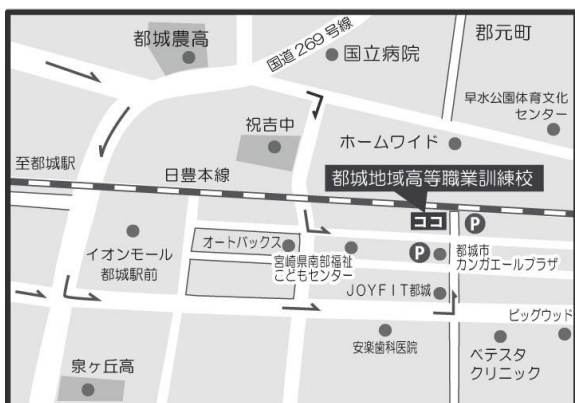 都城農高
国道269号線
国立病院
郡元町
早水公園体育文化
センター
祝吉中
ホームワイド
至都城駅
日豊本線
都城地域高等職業訓練校
ココ
P
オートバックス
宮崎県南部福祉
こどもセンター
P
都城市
カンガエールプラザ
イオンモール
都城駅前
JOYFIT都城
ビッグウッド
安楽歯科医院
ベテスタ
クリニック
泉ヶ丘高